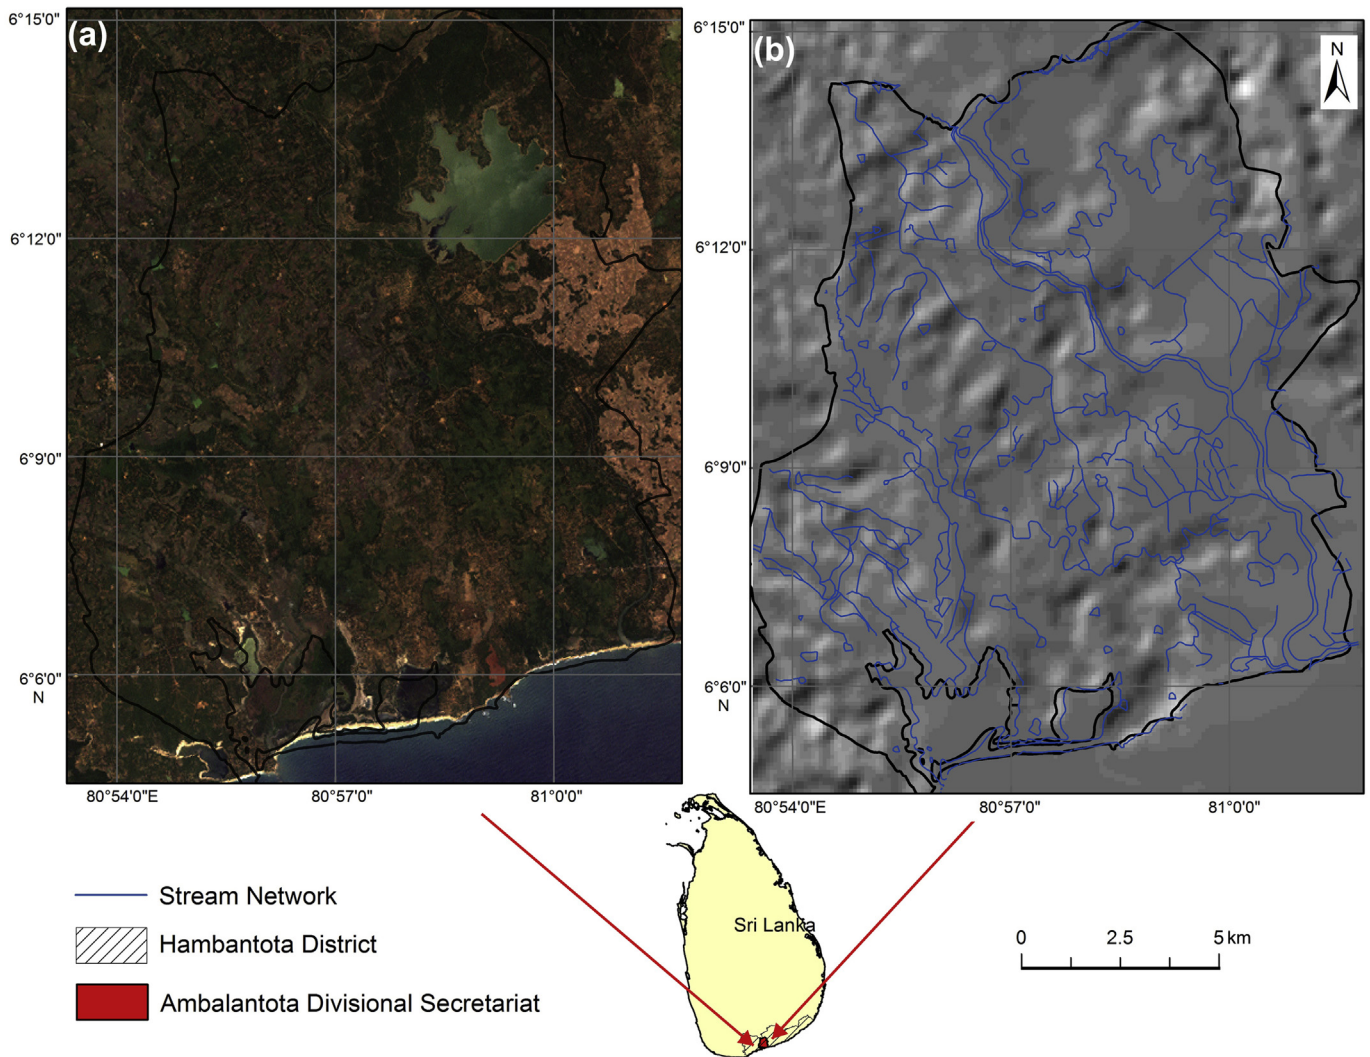 (a)
6°15'0"
6°12'0"
6°9'0"
6°6'0"
N
80°54'0"E
80°57'0"
81°0'0"
(b)
N
6°15'0"
6°12'0"
6°9'0"
6°6'0"
N
80°54'0"E
80°57'0"
81°0'0"
Stream Network
Hambantota District
Ambalantota Divisional Secretariat
Sri Lanka
0 2.5 5 km